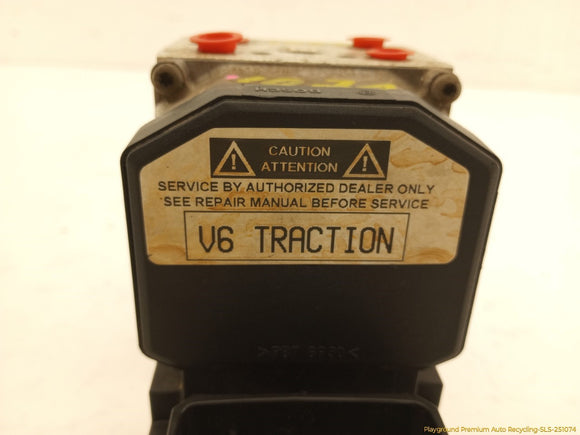 CAUTION
ATTENTION
SERVICE BY AUTHORIZED DEALER ONLY
SEE REPAIR MANUAL BEFORE SERVICE
V6 TRACTION
Playground Premium Auto Recycling-SLS-251074